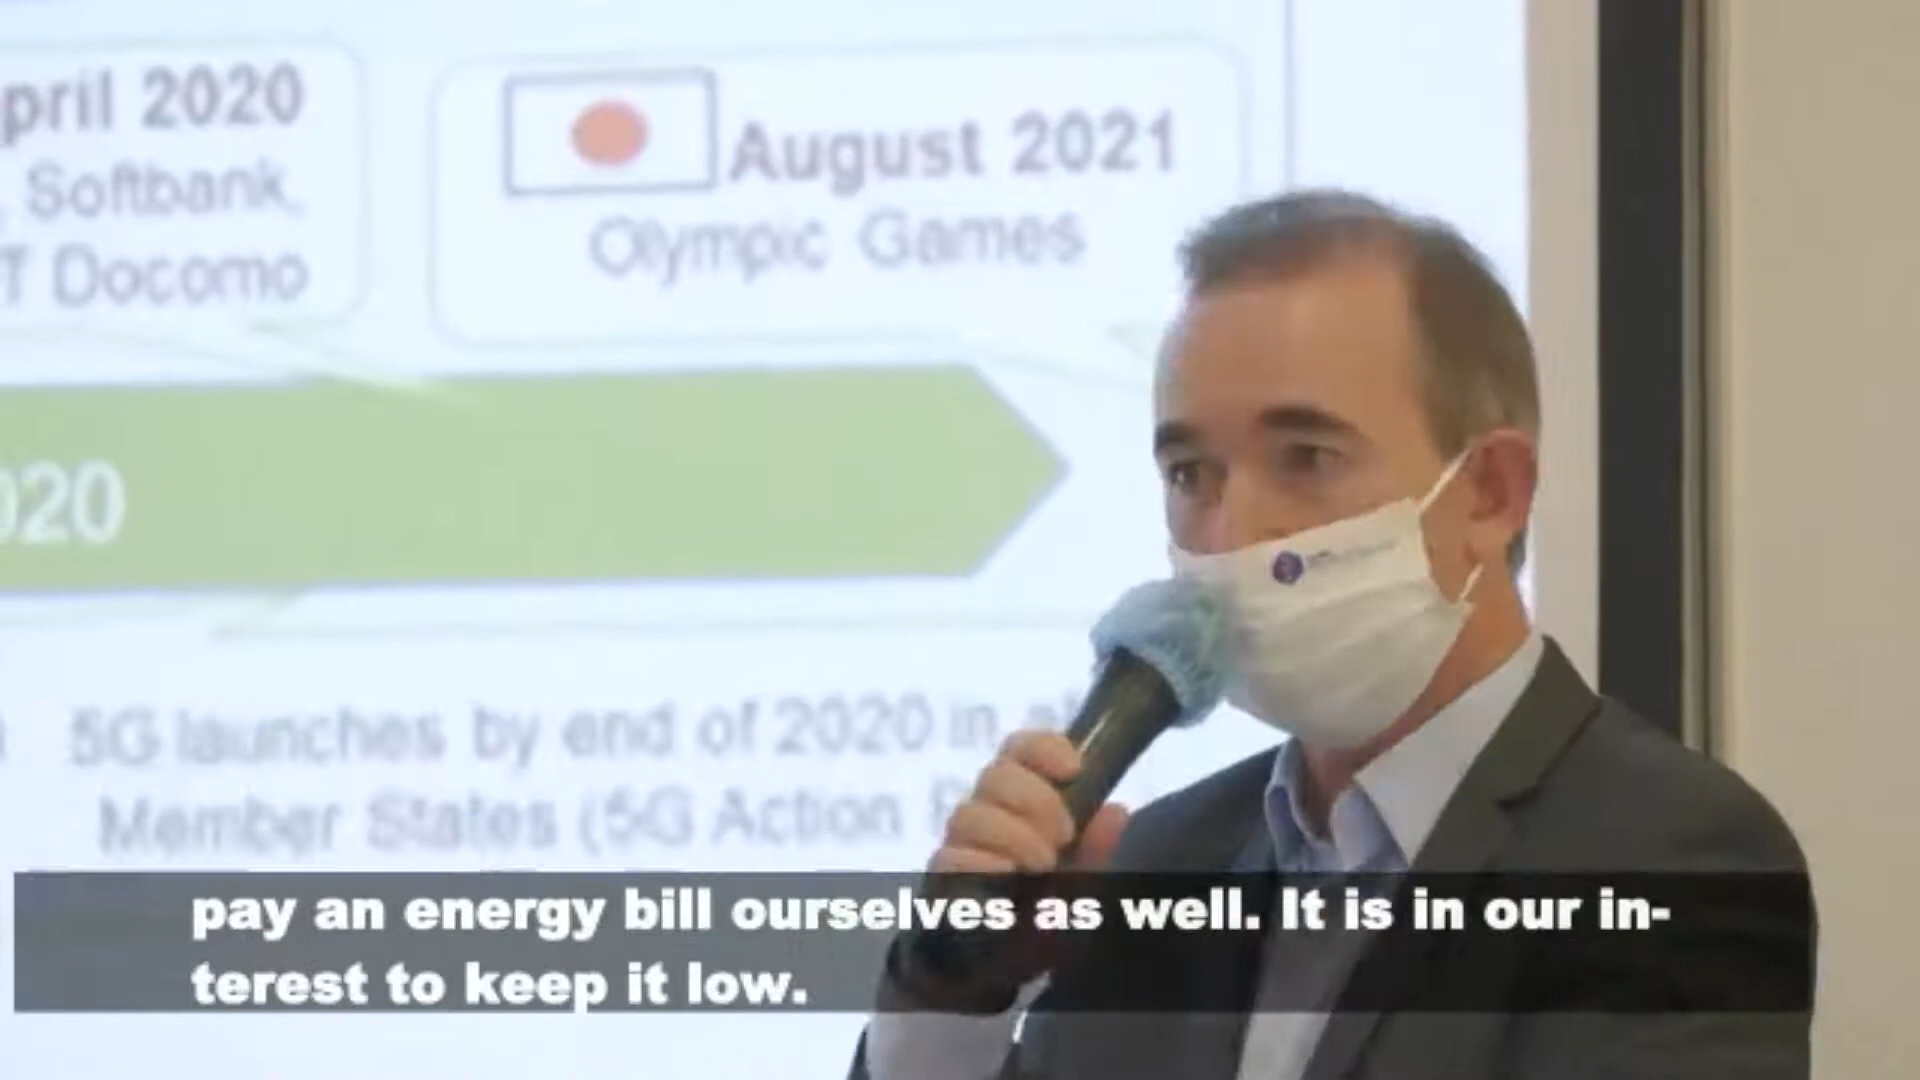 pril 2020
Softbank,
T Docomo
August 2021
Olympic Games
020
5G launches by end of 2020 in
Member States (5G Action
pay an energy bill ourselves as well. It is in our in-
terest to keep it low.